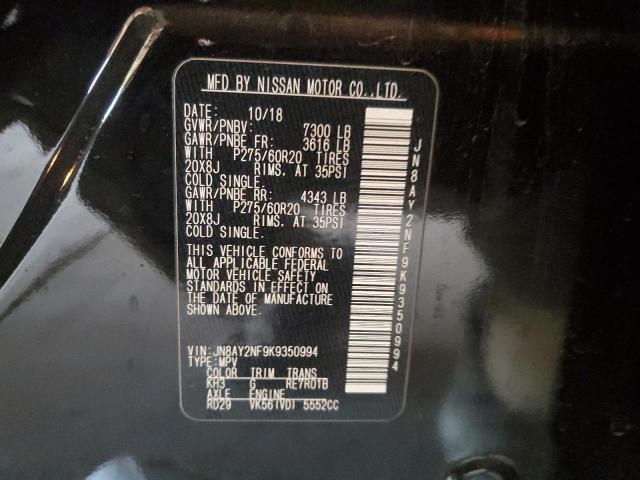 MFD BY NISSAN MOTOR CO.,LTD.
DATE: 10/18
GVWR/PNBV: 7300 LB
GAWR/PNBE FR: 3616 LB
WITH P275/60R20 TIRES
20X8J RIMS. AT 35PSI
COLD SINGLE.
GAWR/PNBE RR: 4343 LB
WITH P275/60R20 TIRES
20X8J RIMS. AT 35PSI
COLD SINGLE.
THIS VEHICLE CONFORMS TO
ALL APPLICABLE FEDERAL
MOTOR VEHICLE SAFETY
STANDARDS IN EFFECT ON
THE DATE OF MANUFACTURE
SHOWN ABOVE.
VIN:JN8AY2NF9K9350994
TYPE:MPV
COLOR TRIM TRANS
KH3 G RE7R01B
AXLE ENGINE
RD29 VK56(VD) 5552CC
JN8AY2NF9K9350994